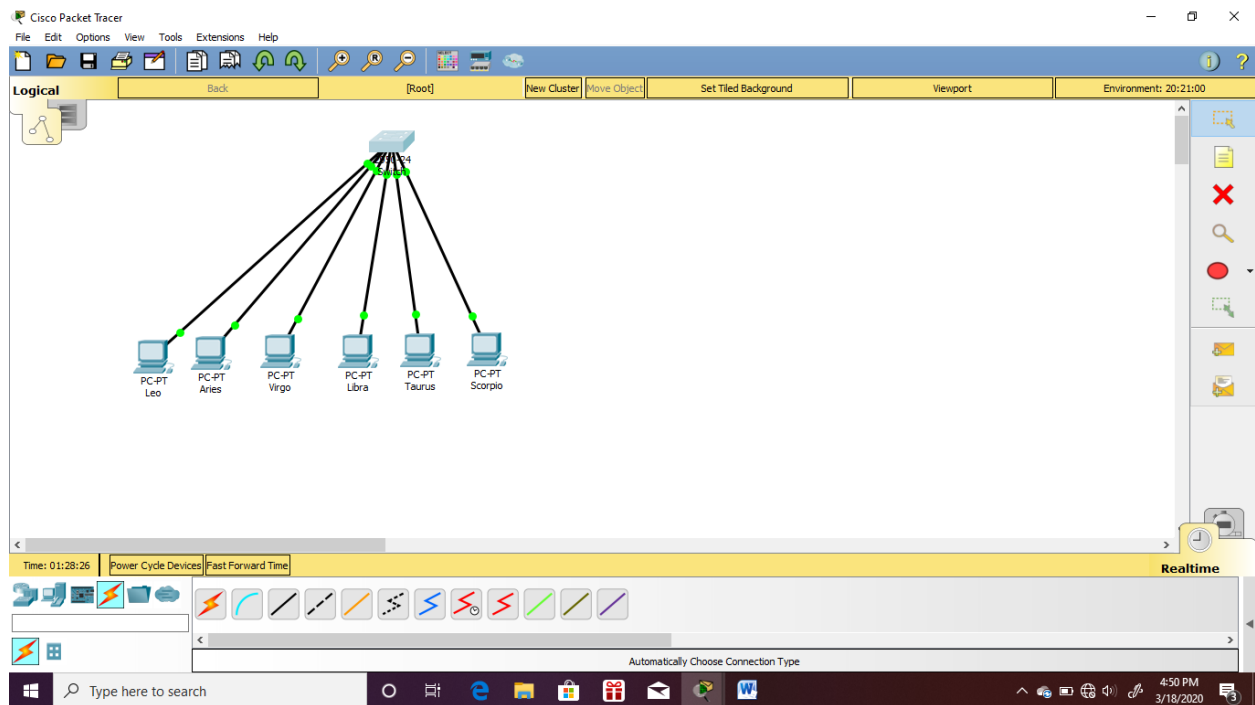 Cisco Packet Tracer
File Edit Options View Tools Extensions Help
Logical
Back
[Root]
New Cluster
Move Object
Set Tiled Background
Viewport
Environment: 20:21:00
Switch
PC-PT
Leo
PC-PT
Aries
PC-PT
Virgo
PC-PT
Libra
PC-PT
Taurus
PC-PT
Scorpio
Time: 01:28:26
Power Cycle Devices
Fast Forward Time
Realtime
Automatically Choose Connection Type
Type here to search
4:50 PM
3/18/2020
3